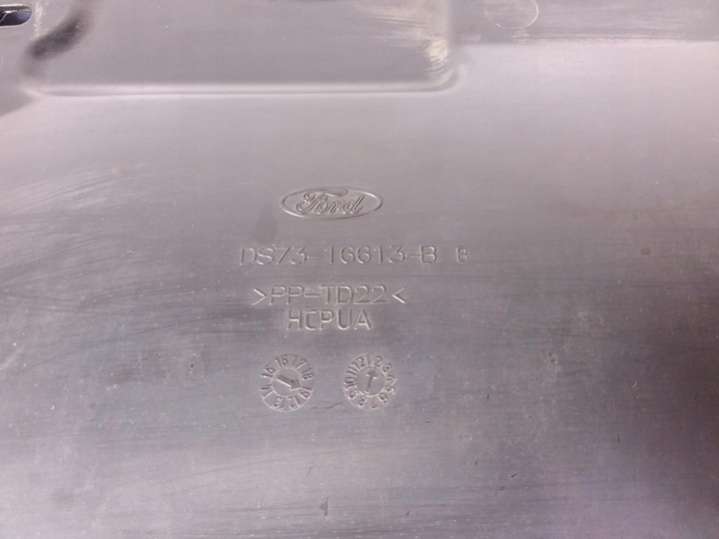 Ford
DS73-16613-B B
>PP-TD22<
HCPUA